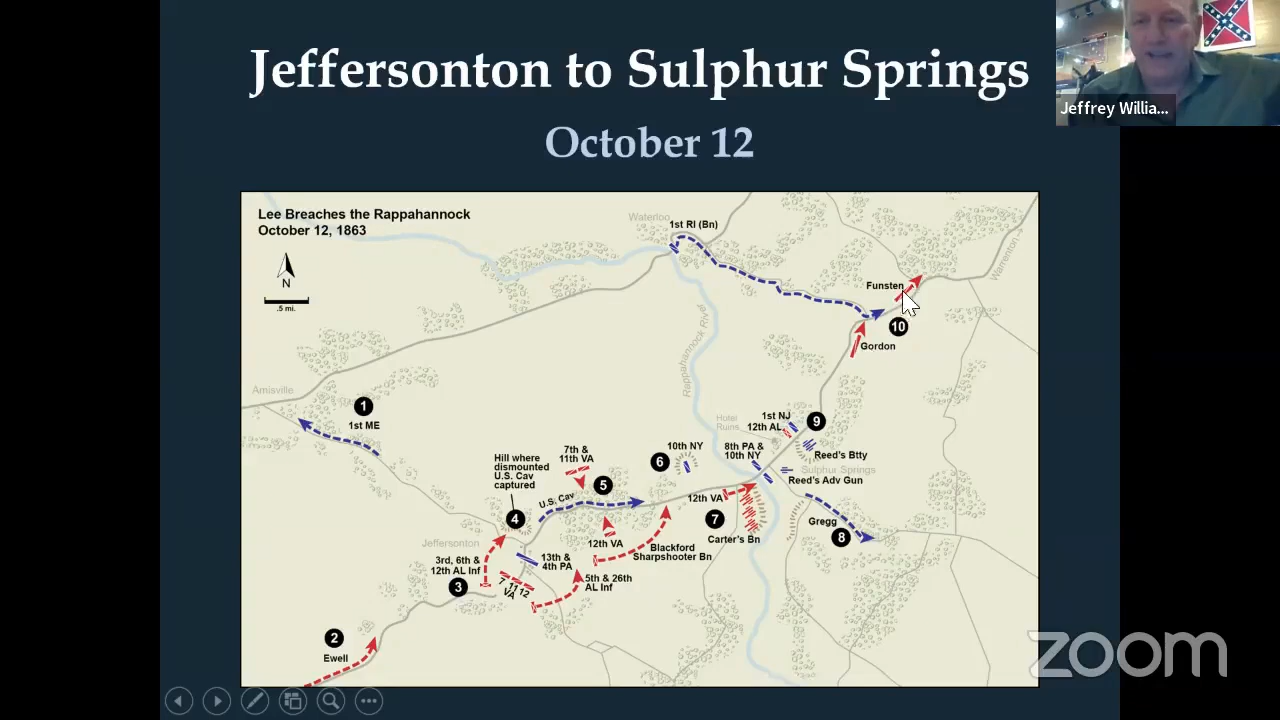 Jeffersonton to Sulphur Springs
October 12
Jeffrey Willia...
Lee Breaches the Rappahannock
October 12, 1863
N
.5 mi.
Waterloo
1st RI (Bn)
Warrenton
Funsten
10
Gordon
Rappahannock River
Amisville
1
1st ME
Hotel
Ruins
1st NJ
12th AL
9
Reed's Btty
Sulphur Springs
Reed's Adv Gun
8th PA &
10th NY
10th NY
6
7th &
11th VA
5
Hill where
dismounted
U.S. Cav
captured
4
U.S. Cav
12th VA
7
Carter's Bn
Gregg
8
Jeffersonton
3rd, 6th &
12th AL Inf
3
13th &
4th PA
7 11 12
VA
12th VA
Blackford
Sharpshooter Bn
5th & 26th
AL Inf
2
Ewell
zoom